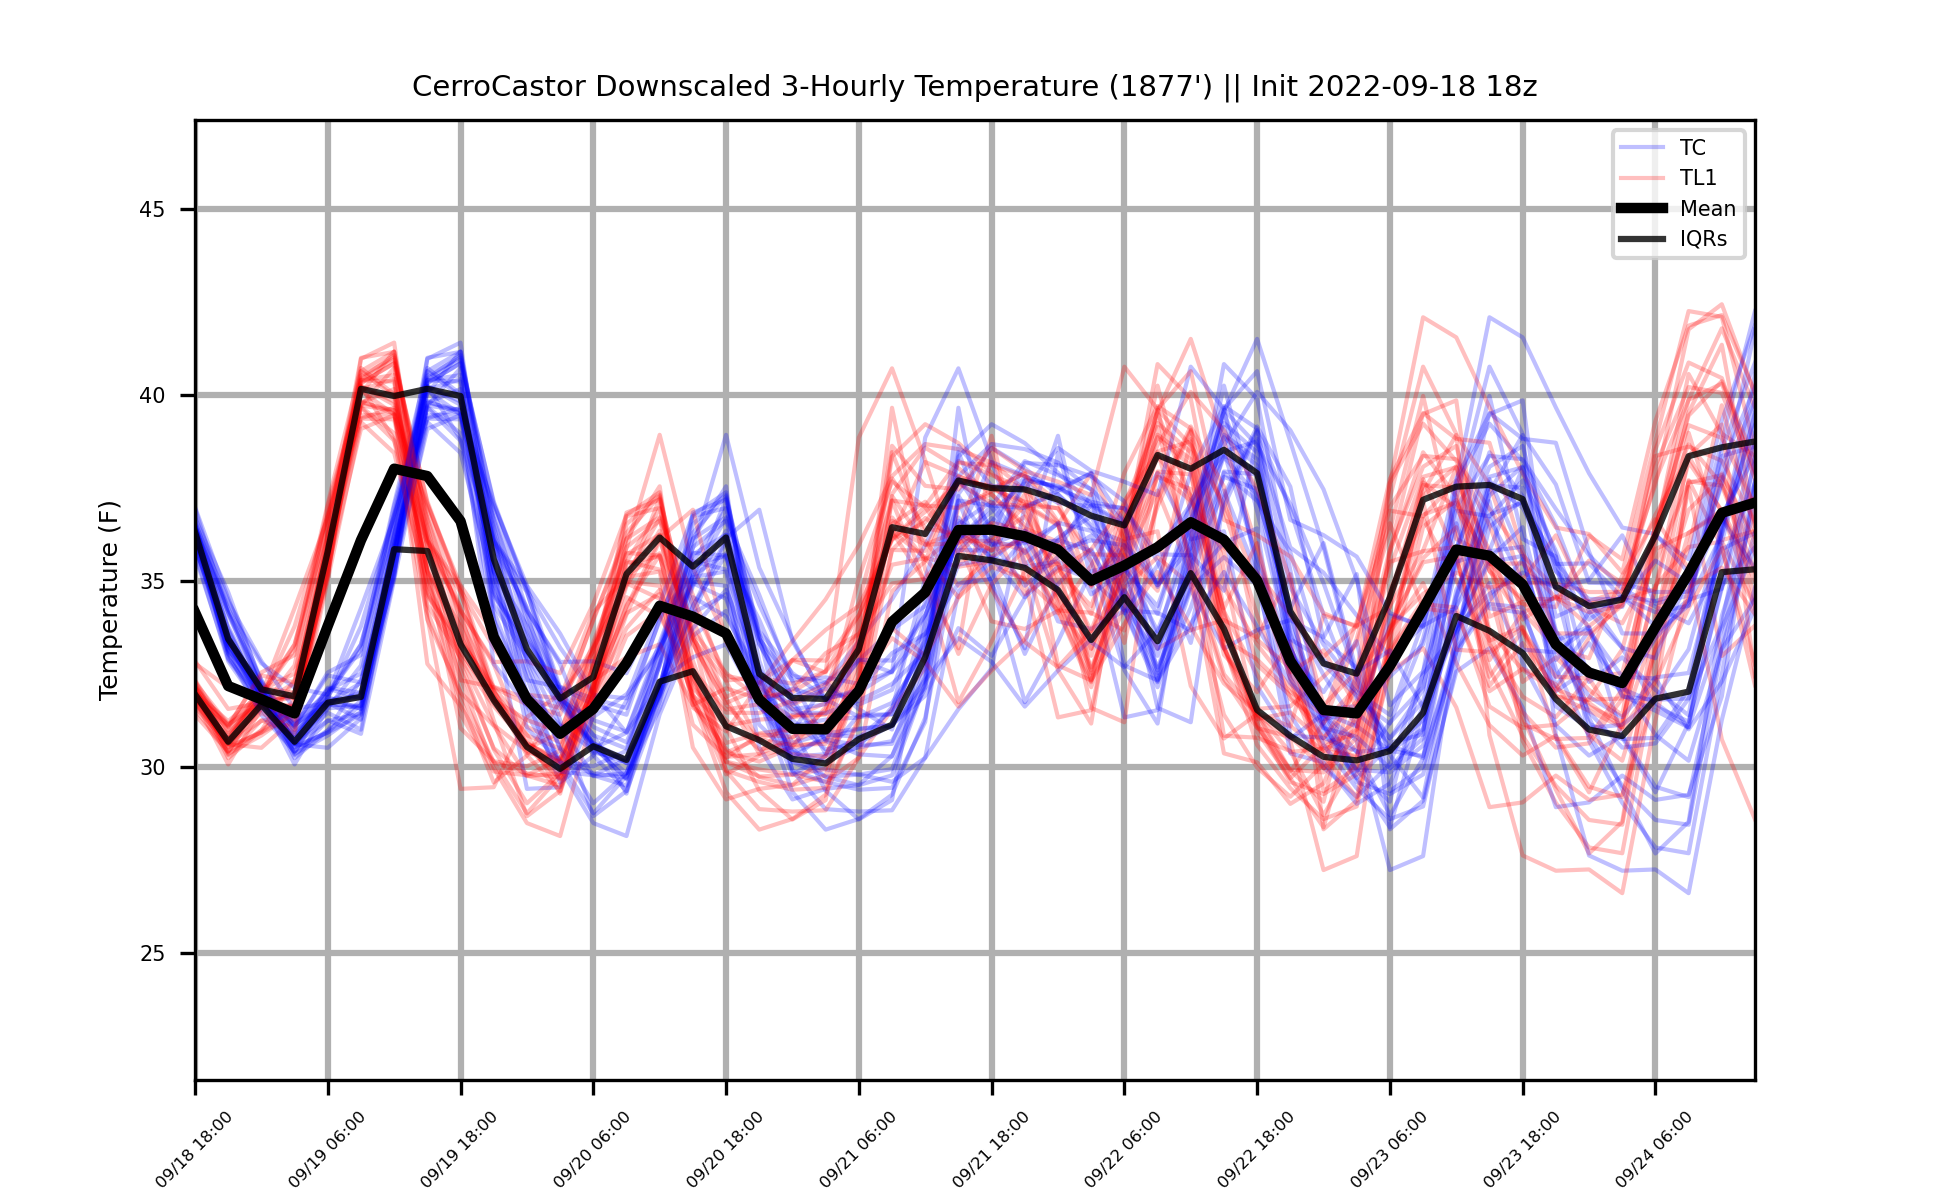 CerroCastor Downscaled 3-Hourly Temperature (1877') || Init 2022-09-18 18z
TC
TL1
Mean
IQRs
Temperature (F)
45
40
35
30
25
09/18 18:00
09/19 06:00
09/19 18:00
09/20 06:00
09/20 18:00
09/21 06:00
09/21 18:00
09/22 06:00
09/22 18:00
09/23 06:00
09/23 18:00
09/24 06:00